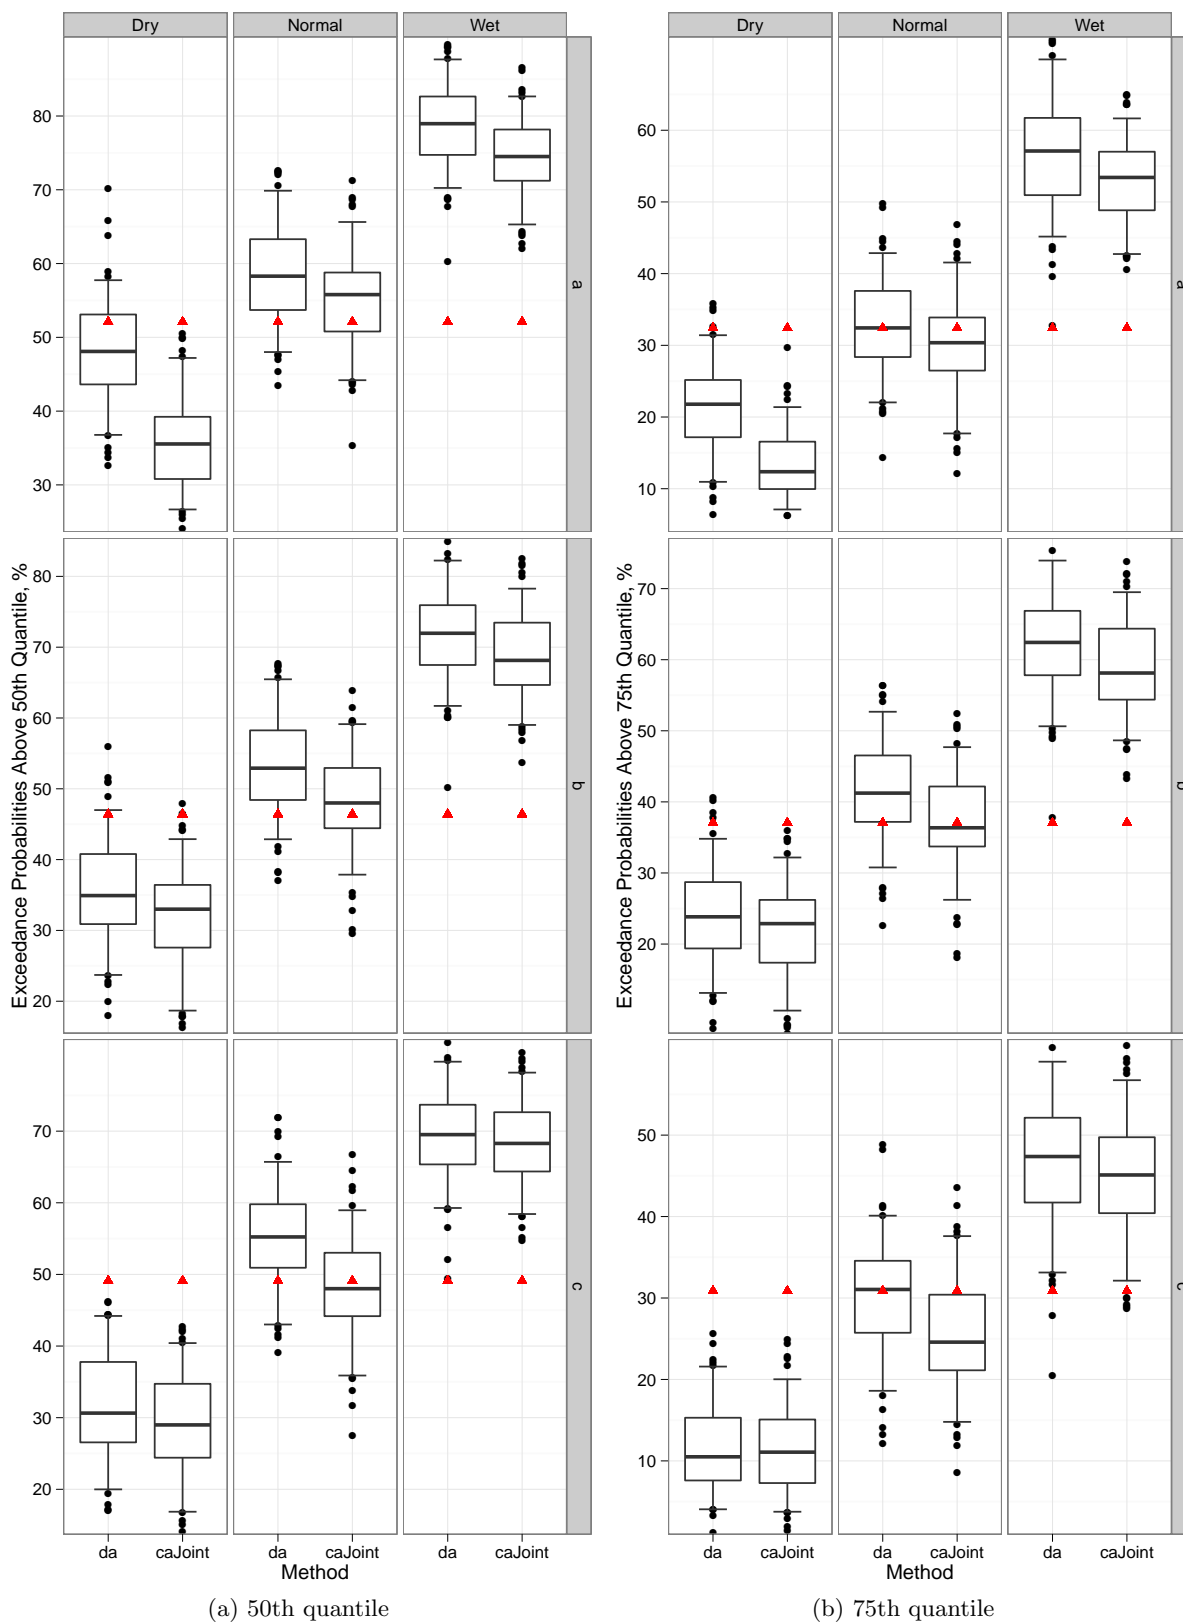 Dry Normal Wet
80
70
60
50
40
30
a
80
70
60
50
40
30
20
b
70
60
50
40
30
20
c
Exceedance Probabilities Above 50th Quantile, %
da caJoint da caJoint da caJoint
Method
(a) 50th quantile
Dry Normal Wet
60
50
40
30
20
10
a
70
60
50
40
30
20
b
50
40
30
20
10
c
Exceedance Probabilities Above 75th Quantile, %
da caJoint da caJoint da caJoint
Method
(b) 75th quantile